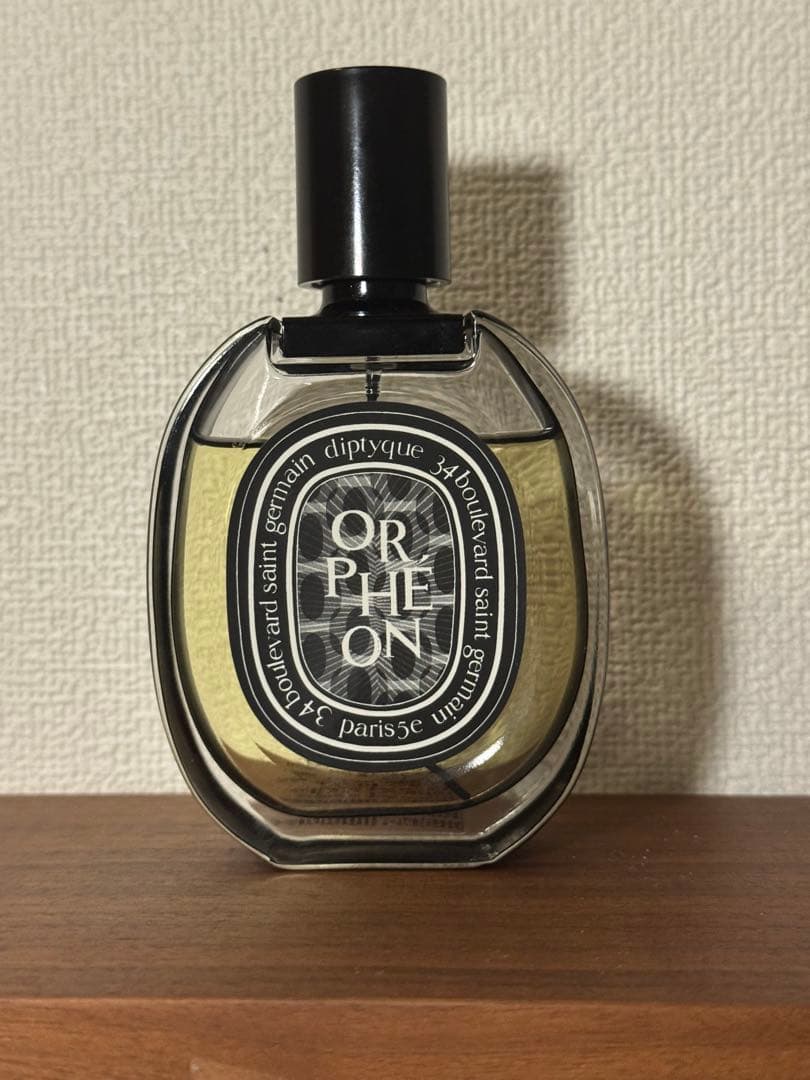 diptyque 34 boulevard saint germain paris5e 34 boulevard saint germain
OR
PHÉ
ON